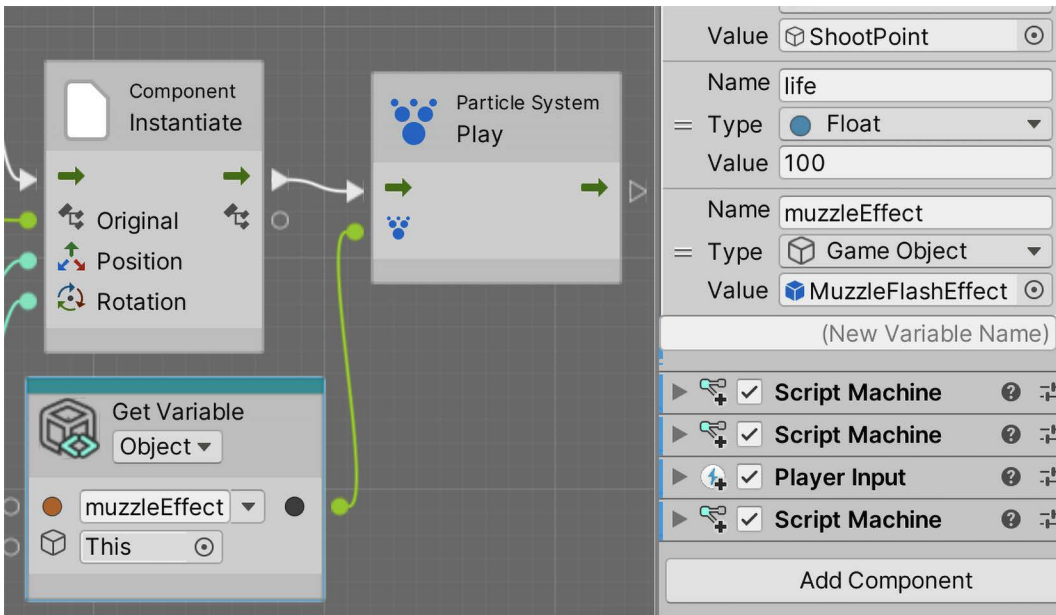 Component
Instantiate
Original
Position
Rotation
Particle System
Play
Get Variable
Object
muzzleEffect
This
Value ShootPoint
Name life
Type Float
Value 100
Name muzzleEffect
Type Game Object
Value MuzzleFlashEffect
(New Variable Name)
Script Machine
Script Machine
Player Input
Script Machine
Add Component